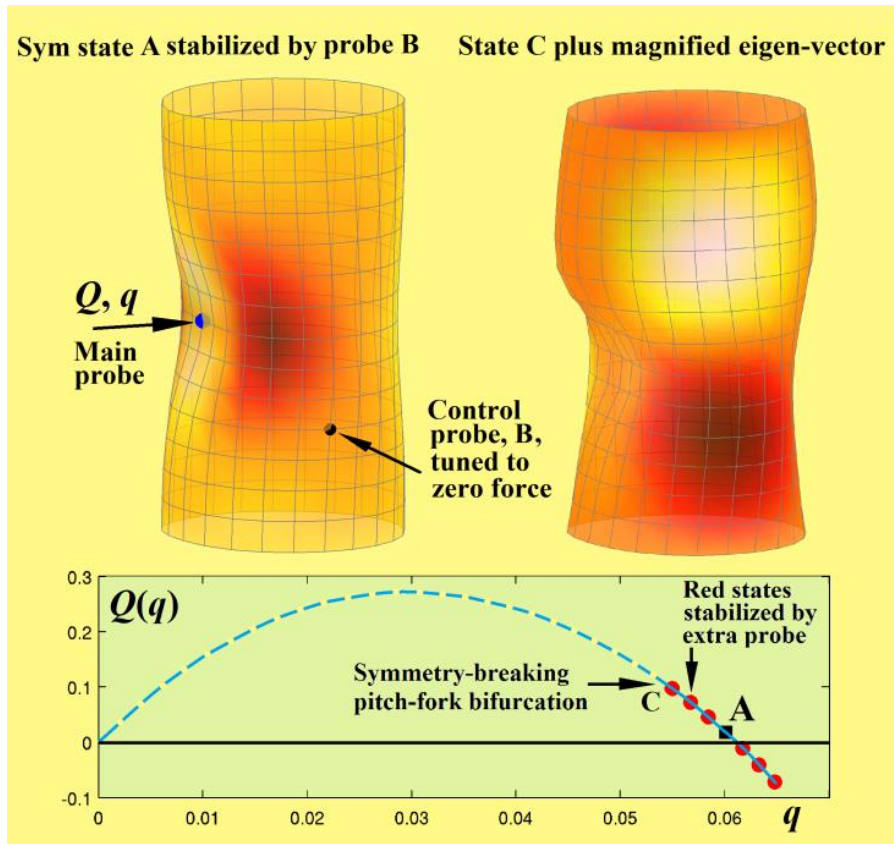 Sym state A stabilized by probe B
State C plus magnified eigen-vector
Q, q
Main
probe
Control
probe, B,
tuned to
zero force
Q(q)
Red states
stabilized by
extra probe
Symmetry-breaking
pitch-fork bifurcation
C
A
0.3
0.2
0.1
0
-0.1
0
0.01
0.02
0.03
0.04
0.05
0.06
q